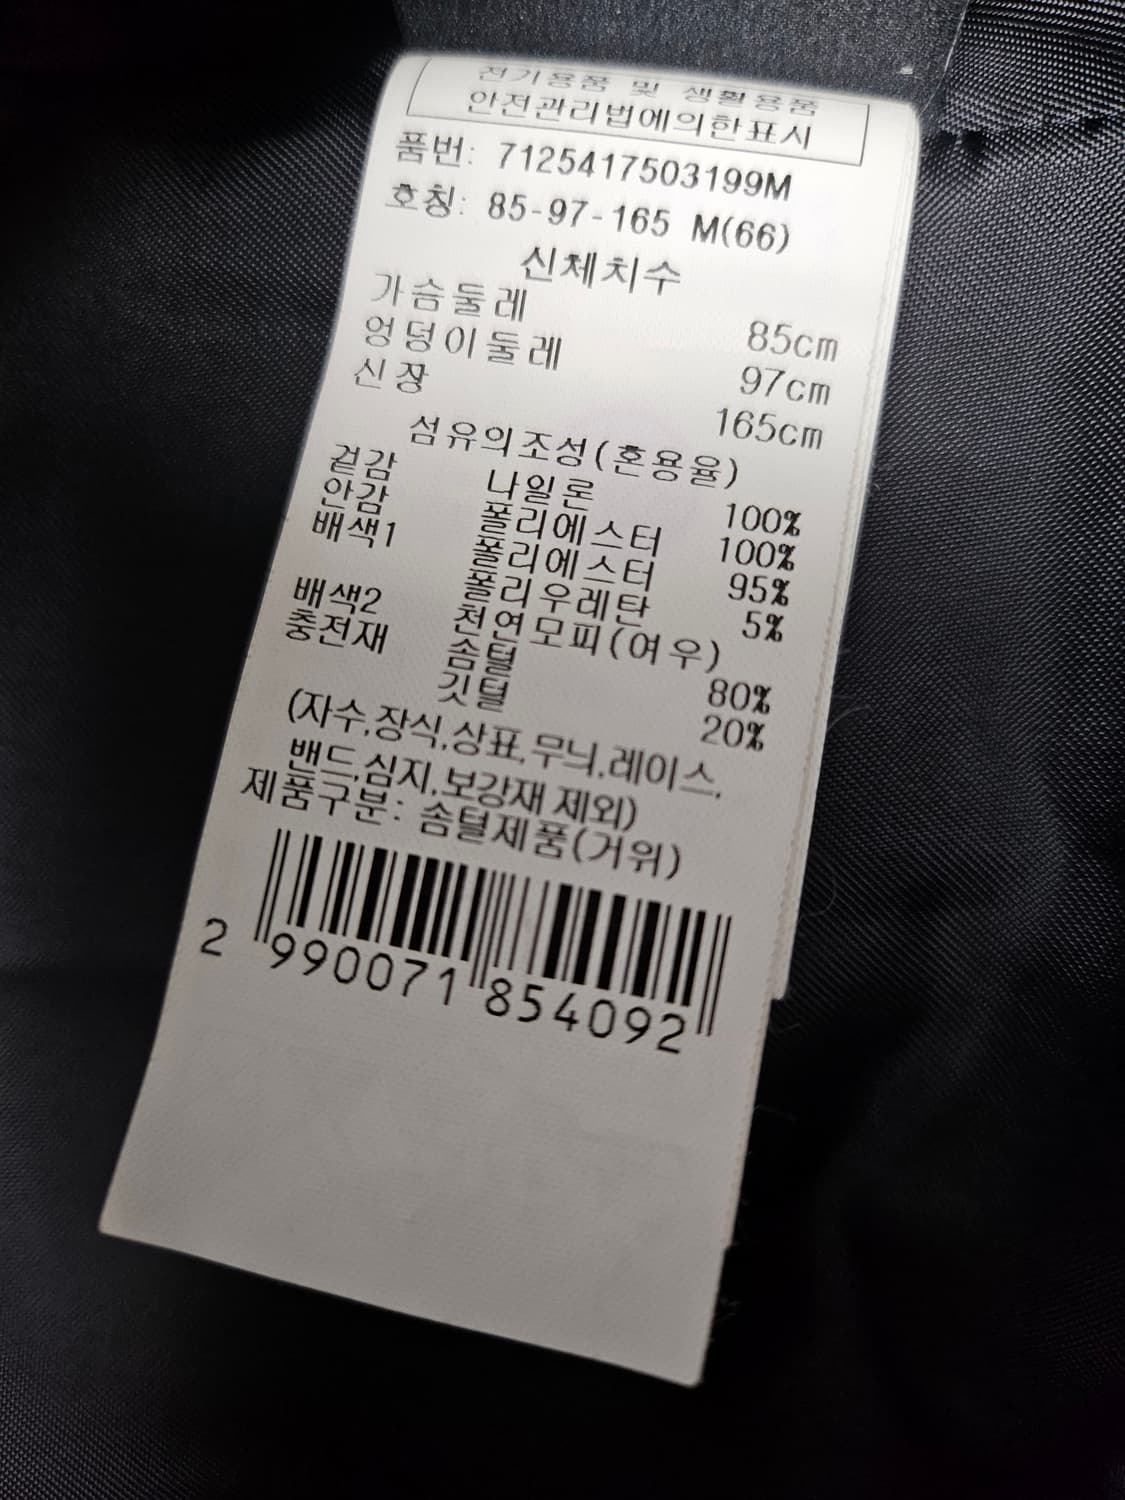 전기용품 및 생활용품
안전관리법에의한표시
품번: 7125417503199M
호칭: 85-97-165 M(66)
신체치수
가슴둘레 85cm
엉덩이둘레 97cm
신장 165cm
섬유의조성(혼용율)
겉감 나일론 100%
안감 폴리에스터 100%
배색1 폴리에스터 95%
폴리우레탄 5%
배색2 천연모피(여우)
충전재 솜털 80%
깃털 20%
(자수,장식,상표,무늬,레이스,
밴드,심지,보강재 제외)
제품구분: 솜털제품(거위)
2 990071 854092